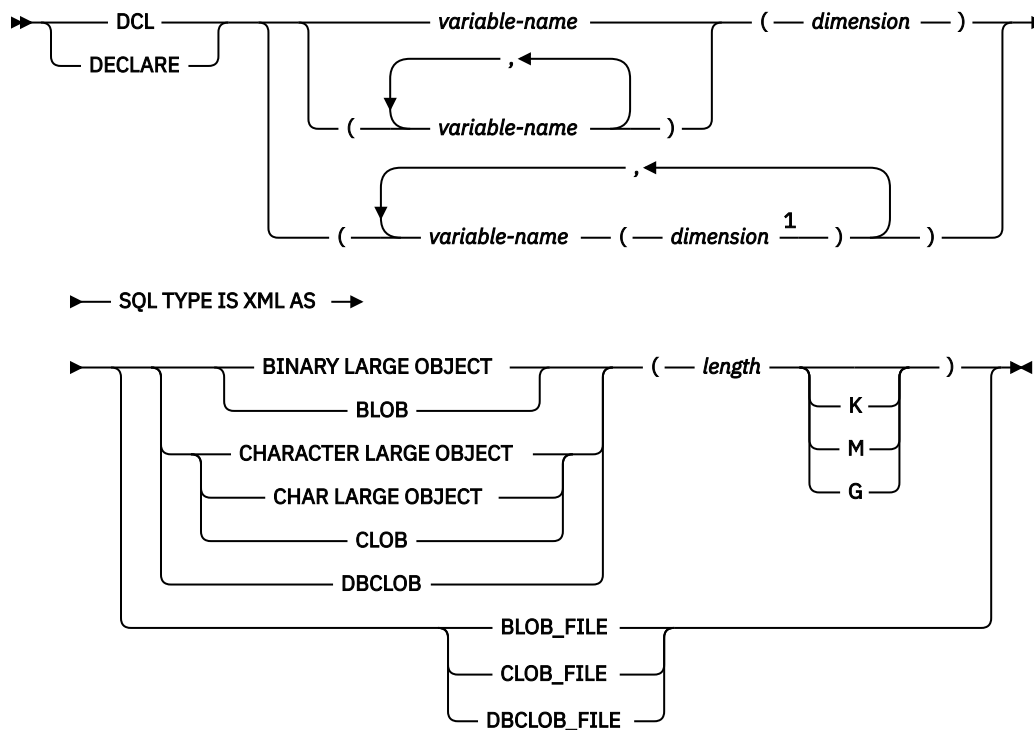 DCL variable-name ( dimension )
DECLARE
,
( variable-name )
,
( variable-name ( dimension 1 ) )
SQL TYPE IS XML AS
BINARY LARGE OBJECT ( length )
BLOB K
CHARACTER LARGE OBJECT M
CHAR LARGE OBJECT G
CLOB
DBCLOB
BLOB_FILE
CLOB_FILE
DBCLOB_FILE